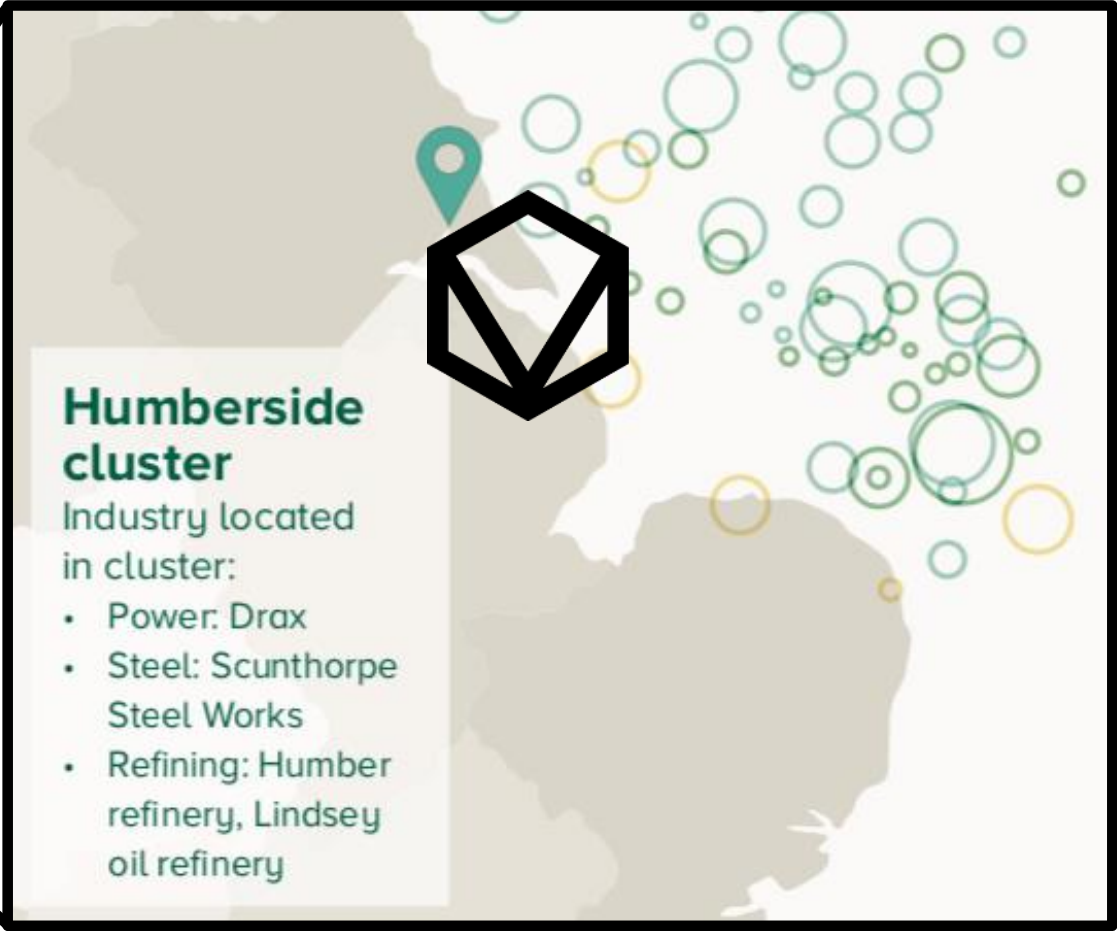 Humberside
cluster
Industry located
in cluster:
• Power: Drax
• Steel: Scunthorpe
Steel Works
• Refining: Humber
refinery, Lindsey
oil refinery